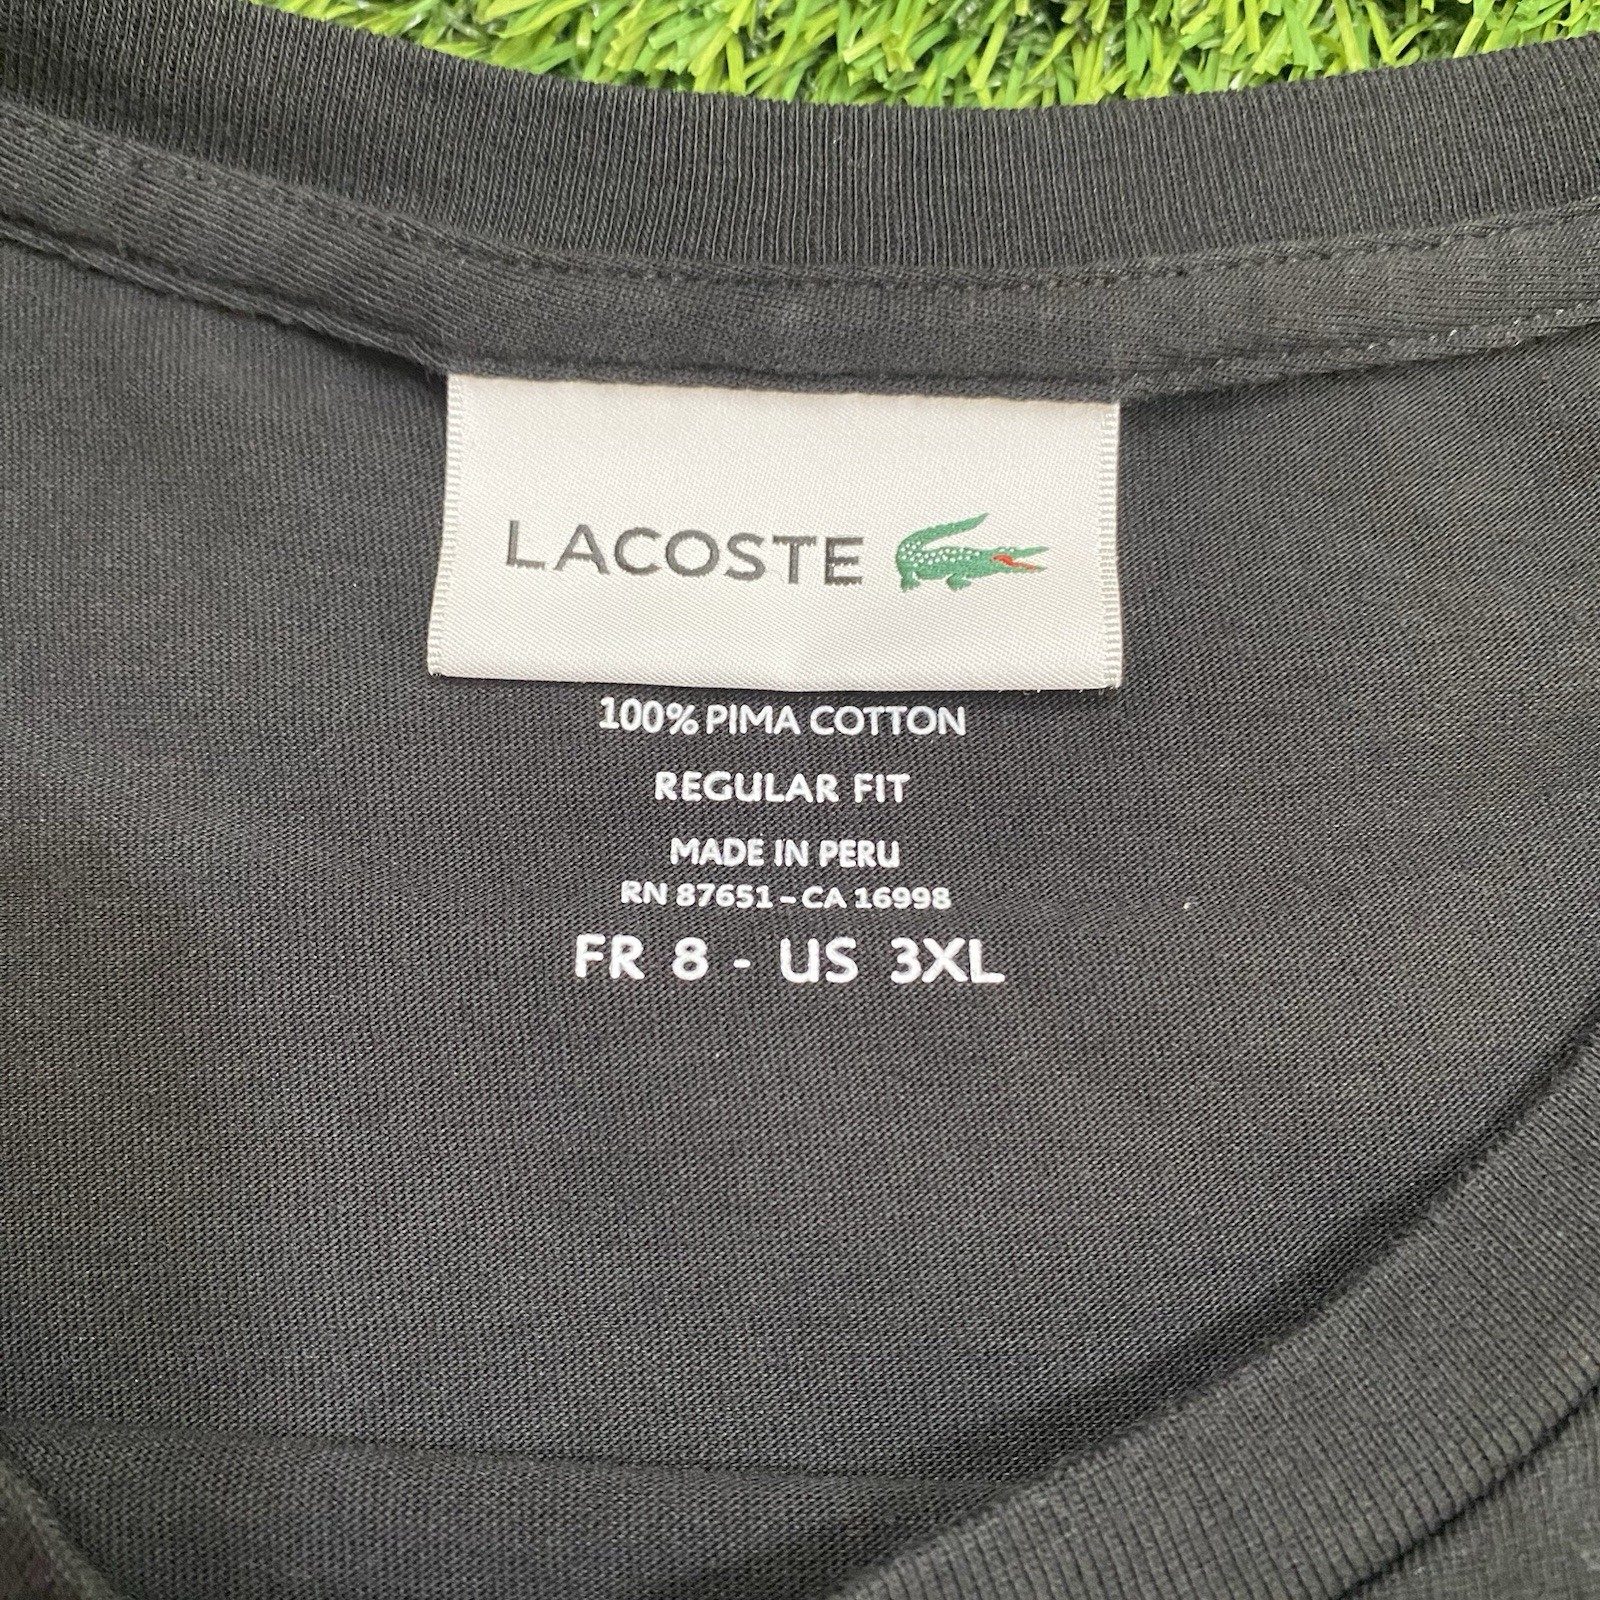 LACOSTE
100% PIMA COTTON
REGULAR FIT
MADE IN PERU
RN 87651 - CA 16998
FR 8 - US 3XL